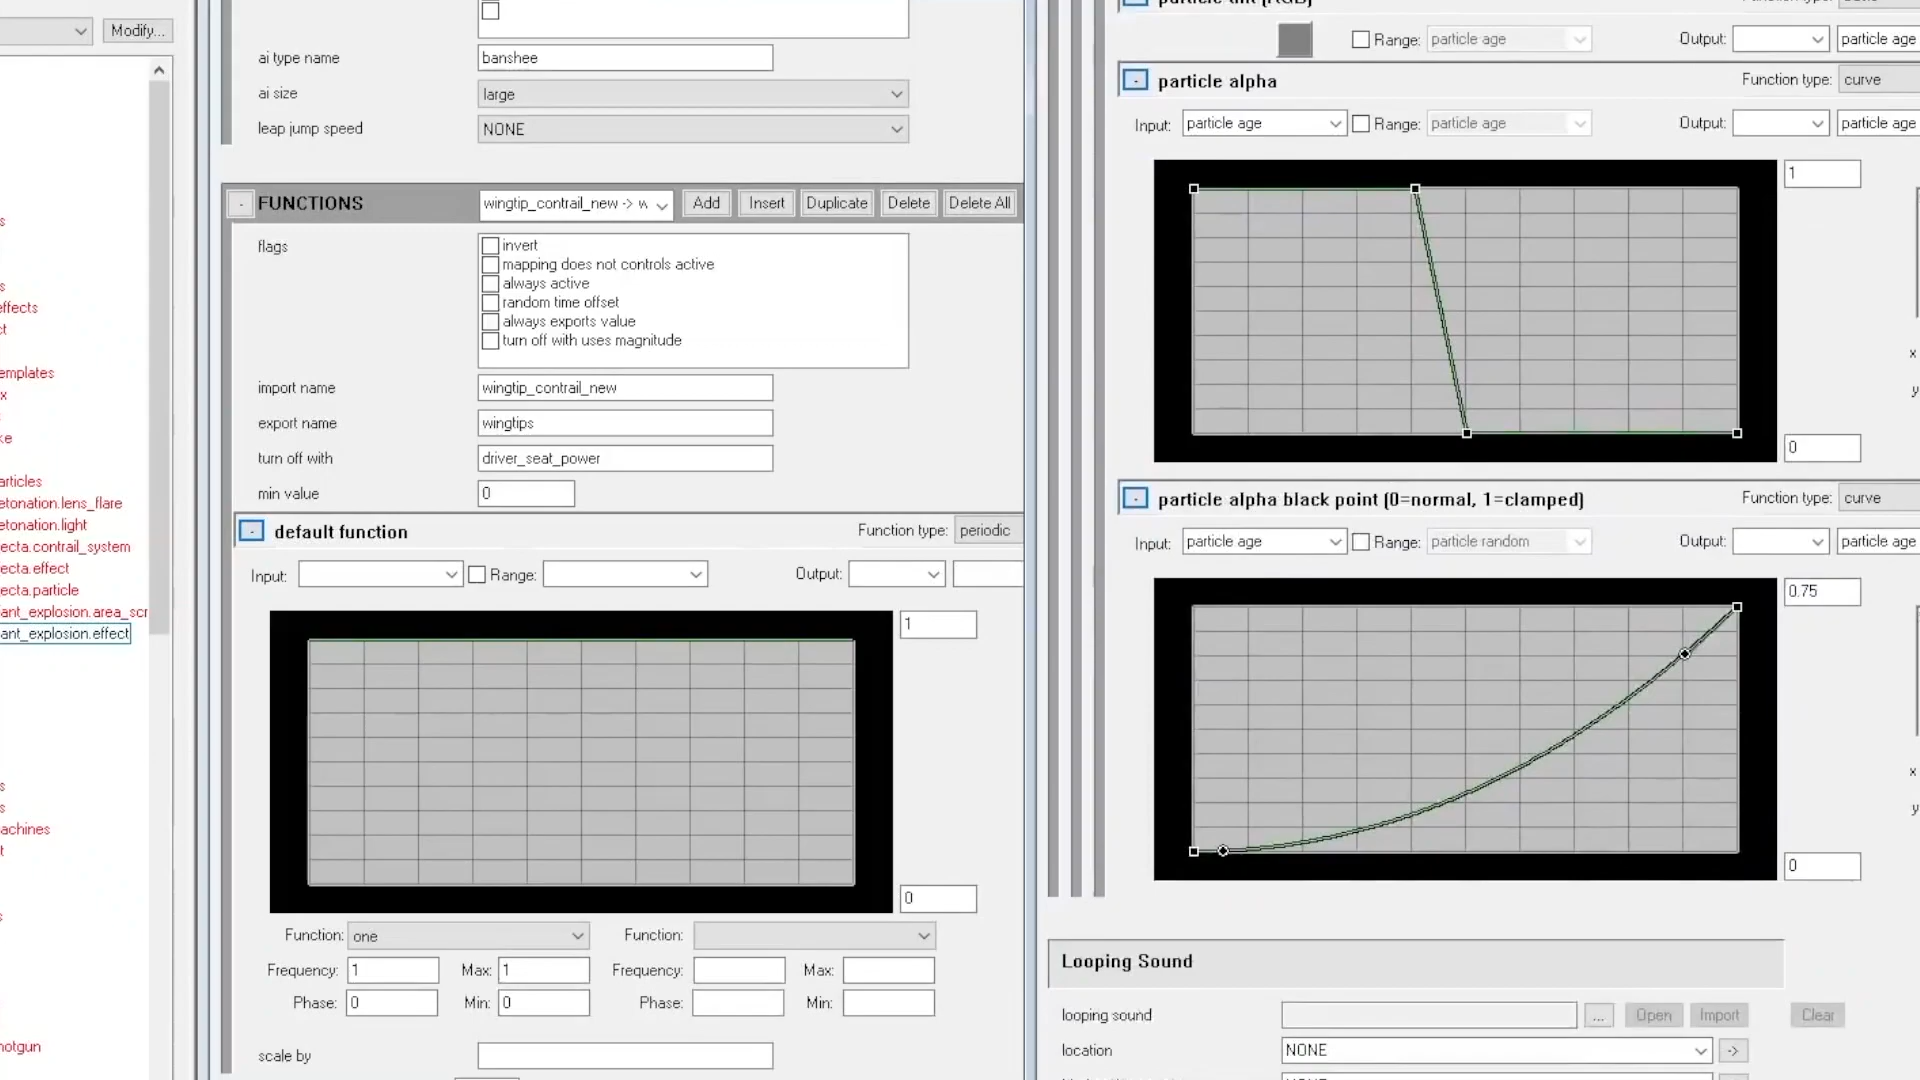 Modify...
s
s
effects
ct
emplates
x
ke
articles
etonation.lens_flare
etonation.light
ecta.contrail_system
ecta.effect
ecta.particle
iant_explosion.area_scr
ant_explosion.effect
s
s
achines
t
s
notgun
ai type name banshee
ai size large
leap jump speed NONE
- FUNCTIONS wingtip_contrail_new -> w Add Insert Duplicate Delete Delete All
flags
invert
mapping does not controls active
always active
random time offset
always exports value
turn off with uses magnitude
import name wingtip_contrail_new
export name wingtips
turn off with driver_seat_power
min value 0
- default function Function type: periodic
Input: Range: Output:
1
0
Function: one Function:
Frequency: 1 Max: 1 Frequency: Max:
Phase: 0 Min: 0 Phase: Min:
scale by
Range: particle age Output: particle age
- particle alpha Function type: curve
Input: particle age Range: particle age Output: particle age
1
x
y
0
- particle alpha black point (0=normal, 1=clamped) Function type: curve
Input: particle age Range: particle random Output: particle age
0.75
x
y
0
Looping Sound
looping sound ... Open Import Clear
location NONE ->